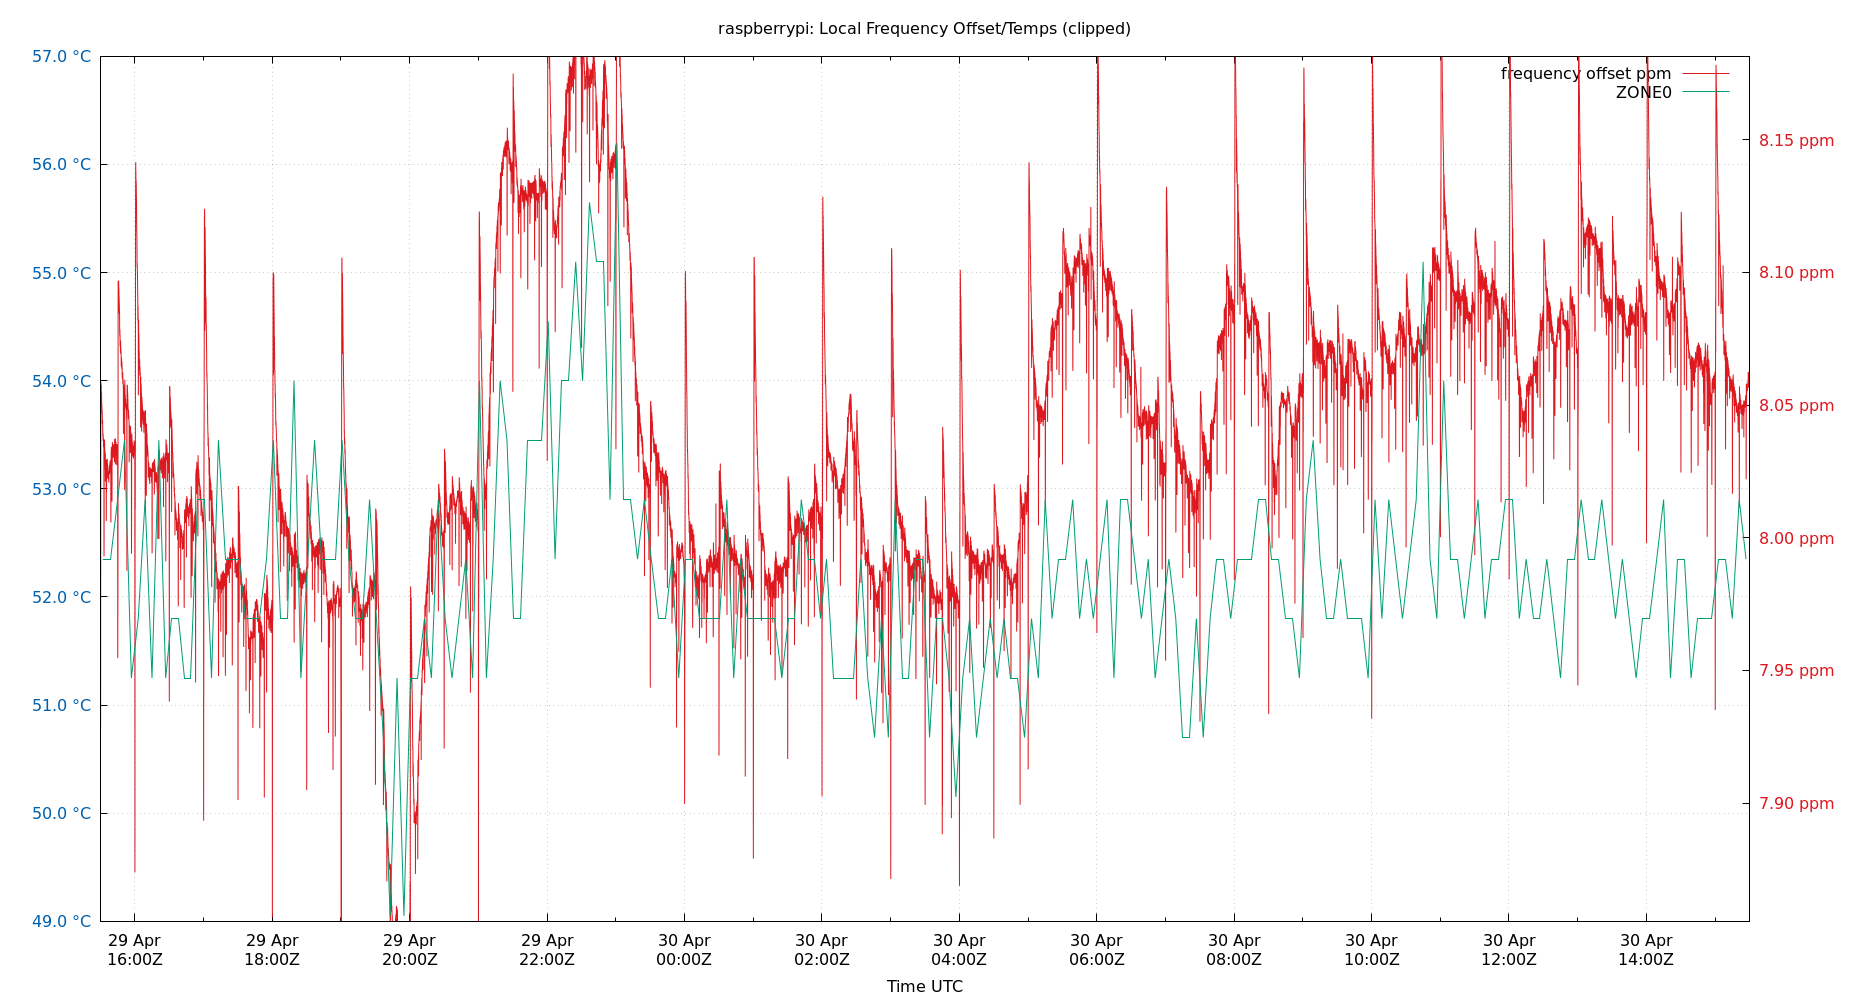 raspberrypi: Local Frequency Offset/Temps (clipped)
57.0 °C
56.0 °C
55.0 °C
54.0 °C
53.0 °C
52.0 °C
51.0 °C
50.0 °C
49.0 °C
frequency offset ppm
ZONE0
8.15 ppm
8.10 ppm
8.05 ppm
8.00 ppm
7.95 ppm
7.90 ppm
29 Apr
16:00Z
29 Apr
18:00Z
29 Apr
20:00Z
29 Apr
22:00Z
30 Apr
00:00Z
30 Apr
02:00Z
30 Apr
04:00Z
30 Apr
06:00Z
30 Apr
08:00Z
30 Apr
10:00Z
30 Apr
12:00Z
30 Apr
14:00Z
Time UTC